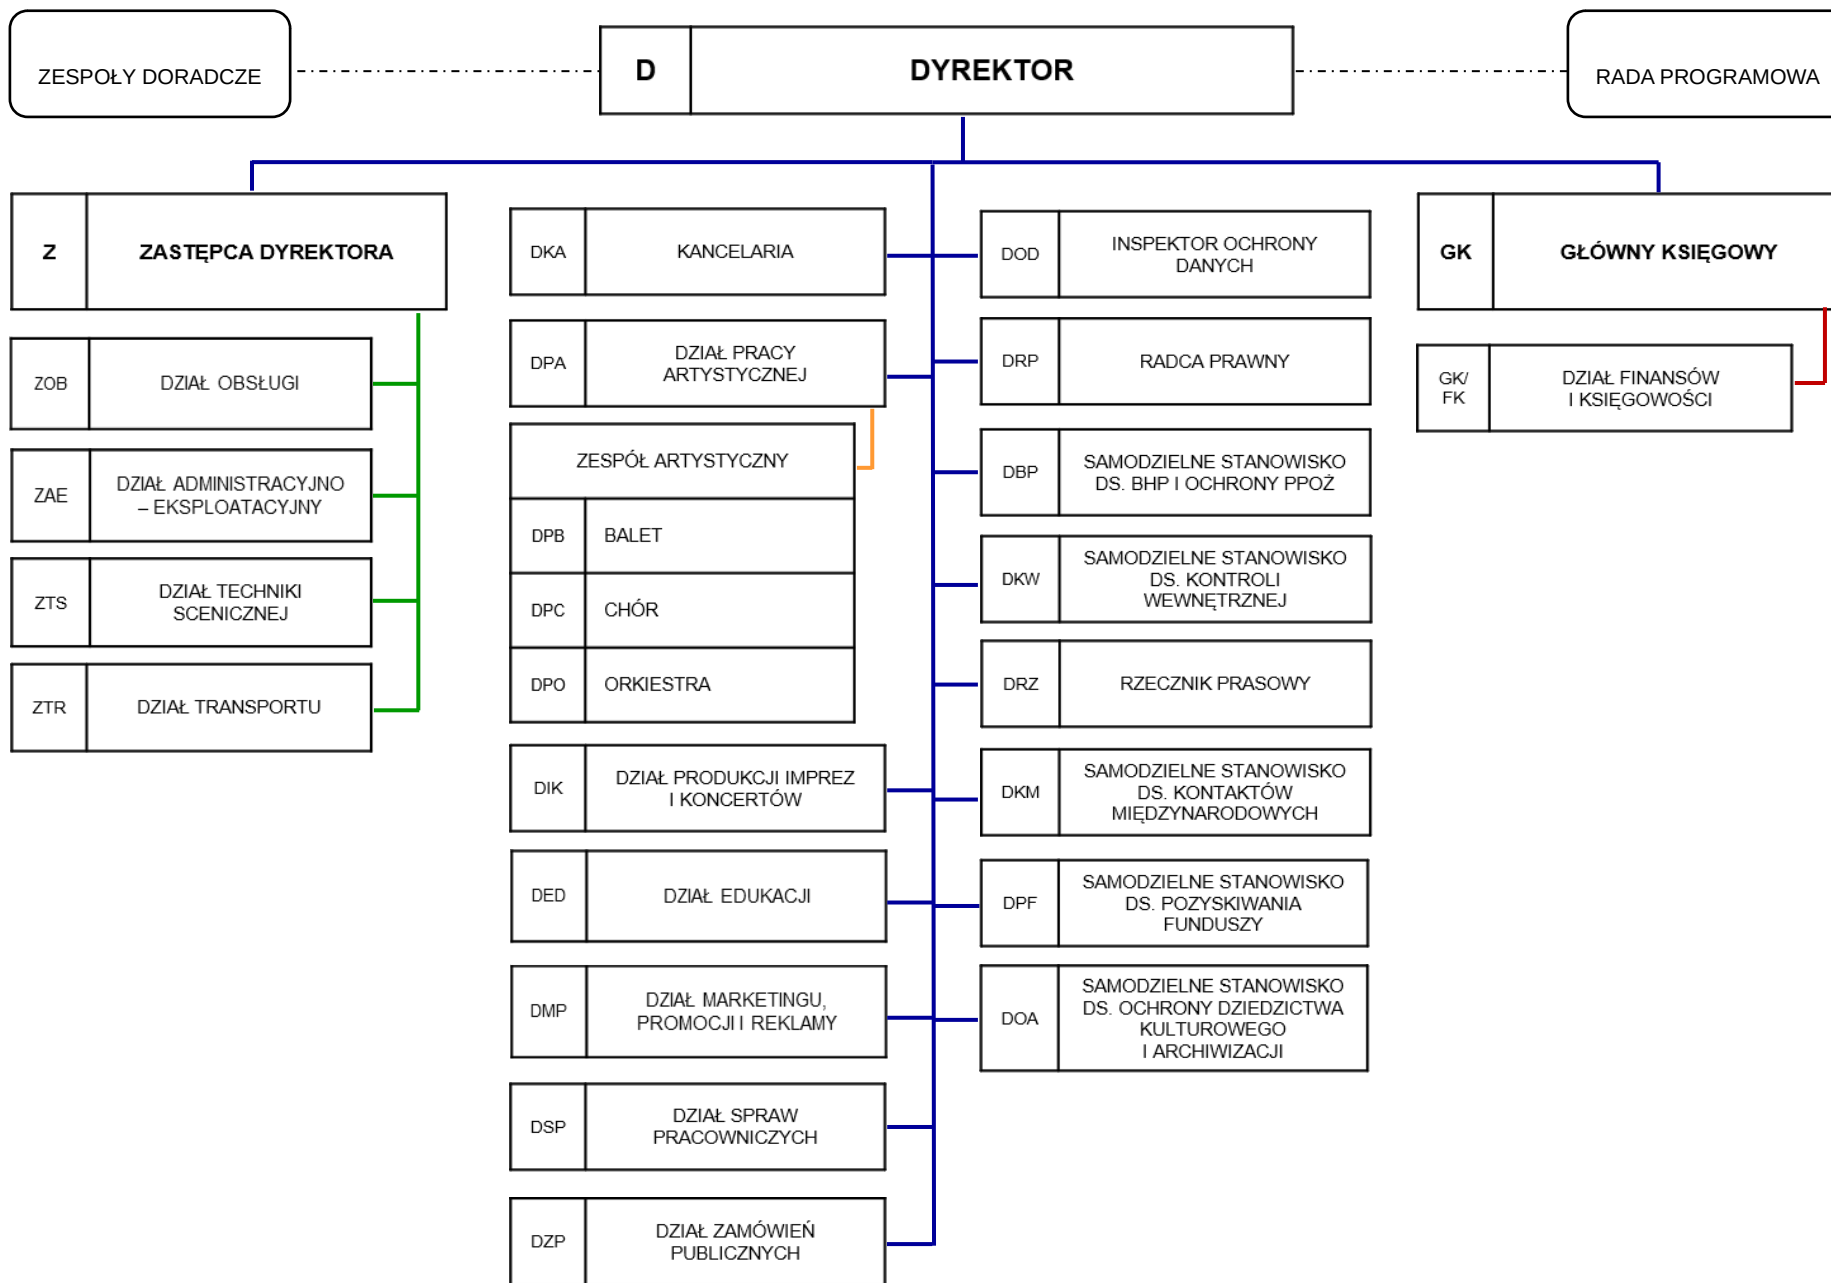 ZESPOŁY DORADCZE
D
DYREKTOR
RADA PROGRAMOWA
Z
ZASTĘPCA DYREKTORA
ZOB
DZIAŁ OBSŁUGI
ZAE
DZIAŁ ADMINISTRACYJNO
– EKSPLOATACYJNY
ZTS
DZIAŁ TECHNIKI
SCENICZNEJ
ZTR
DZIAŁ TRANSPORTU
DKA
KANCELARIA
DPA
DZIAŁ PRACY
ARTYSTYCZNEJ
ZESPÓŁ ARTYSTYCZNY
DPB
BALET
DPC
CHÓR
DPO
ORKIESTRA
DIK
DZIAŁ PRODUKCJI IMPREZ
I KONCERTÓW
DED
DZIAŁ EDUKACJI
DMP
DZIAŁ MARKETINGU,
PROMOCJI I REKLAMY
DSP
DZIAŁ SPRAW
PRACOWNICZYCH
DZP
DZIAŁ ZAMÓWIEŃ
PUBLICZNYCH
DOD
INSPEKTOR OCHRONY
DANYCH
DRP
RADCA PRAWNY
DBP
SAMODZIELNE STANOWISKO
DS. BHP I OCHRONY PPOŻ
DKW
SAMODZIELNE STANOWISKO
DS. KONTROLI
WEWNĘTRZNEJ
DRZ
RZECZNIK PRASOWY
DKM
SAMODZIELNE STANOWISKO
DS. KONTAKTÓW
MIĘDZYNARODOWYCH
DPF
SAMODZIELNE STANOWISKO
DS. POZYSKIWANIA
FUNDUSZY
DOA
SAMODZIELNE STANOWISKO
DS. OCHRONY DZIEDZICTWA
KULTUROWEGO
I ARCHIWIZACJI
GK
GŁÓWNY KSIĘGOWY
GK/
FK
DZIAŁ FINANSÓW
I KSIĘGOWOŚCI